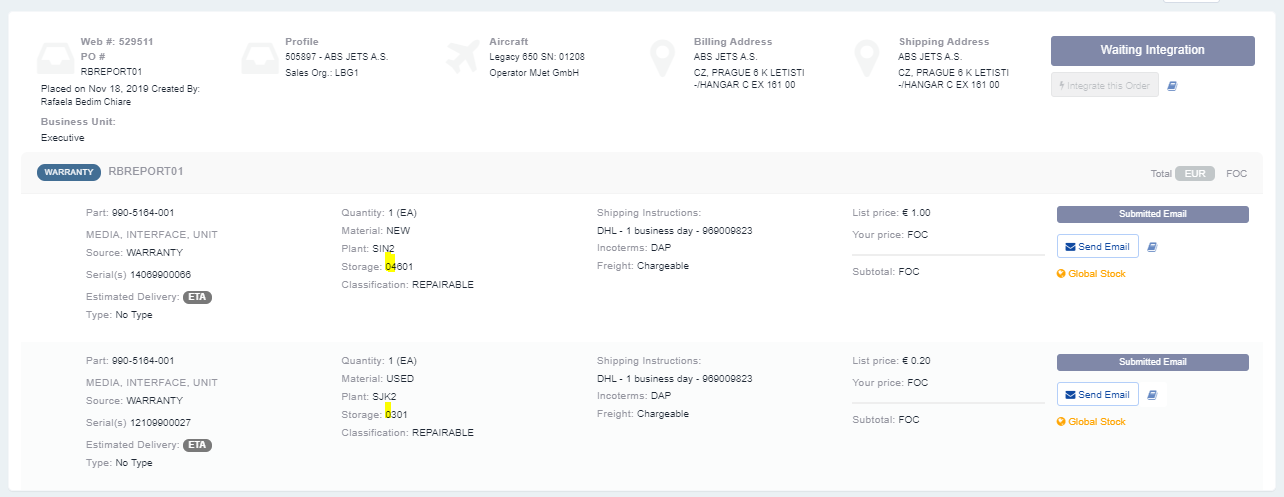 Web #: 529511
PO #
RBREPORT01
Placed on Nov 18, 2019 Created By:
Rafaela Bedim Chiare
Business Unit:
Executive
Profile
505897 - ABS JETS A.S.
Sales Org.: LBG1
Aircraft
Legacy 650 SN: 01208
Operator MJet GmbH
Billing Address
ABS JETS A.S.
CZ, PRAGUE 6 K LETISTI
-/HANGAR C EX 161 00
Shipping Address
ABS JETS A.S.
CZ, PRAGUE 6 K LETISTI
-/HANGAR C EX 161 00
Waiting Integration
Integrate this Order
WARRANTY RBREPORT01
Total EUR FOC
Part: 990-5164-001
MEDIA, INTERFACE, UNIT
Source: WARRANTY
Serial(s) 14069900066
Estimated Delivery: ETA
Type: No Type
Quantity: 1 (EA)
Material: NEW
Plant: SIN2
Storage: 04601
Classification: REPAIRABLE
Shipping Instructions:
DHL - 1 business day - 969009823
Incoterms: DAP
Freight: Chargeable
List price: € 1.00
Your price: FOC
Subtotal: FOC
Submitted Email
Send Email
Global Stock
Part: 990-5164-001
MEDIA, INTERFACE, UNIT
Source: WARRANTY
Serial(s) 12109900027
Estimated Delivery: ETA
Type: No Type
Quantity: 1 (EA)
Material: USED
Plant: SJK2
Storage: 0301
Classification: REPAIRABLE
Shipping Instructions:
DHL - 1 business day - 969009823
Incoterms: DAP
Freight: Chargeable
List price: € 0.20
Your price: FOC
Subtotal: FOC
Submitted Email
Send Email
Global Stock